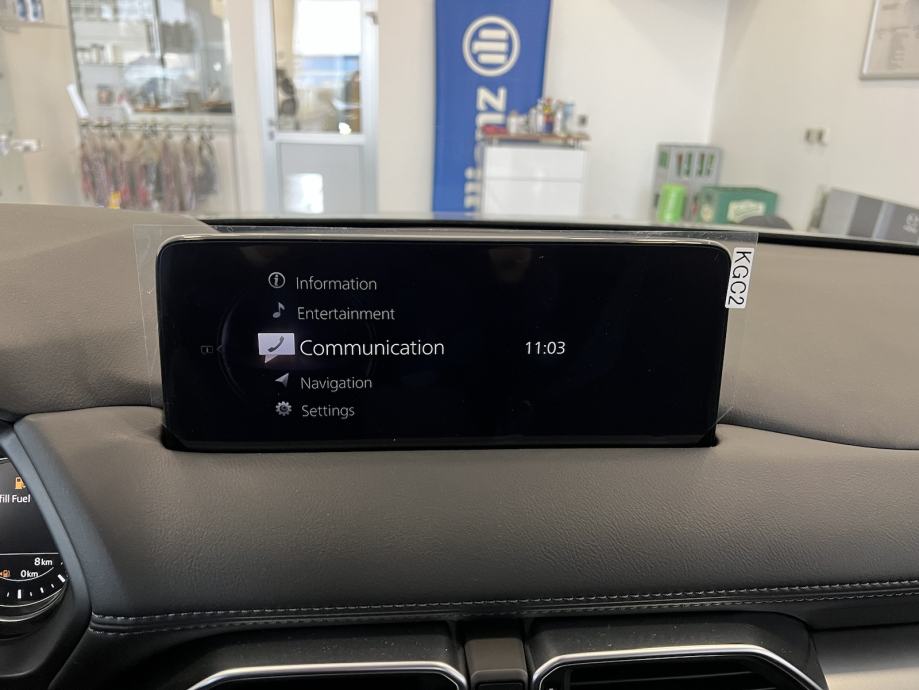 Information
Entertainment
Communication
11:03
Navigation
Settings
KGC2
fill Fuel
8km
0km